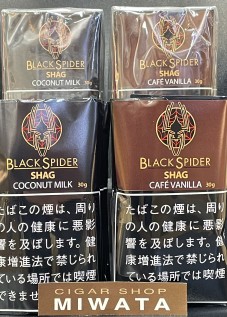 BLACK SPIDER
SHAG
COCONUT MILK 30g
BLACK SPIDER
SHAG
CAFÉ VANILLA 30g
BLACK SPIDER
SHAG
COCONUT MILK 30g
たばこの煙は、周り
の人の健康に悪影
響を及ぼします。健
康増進法で禁じられ
ている場所では喫煙
できませ
BLACK SPIDER
SHAG
CAFÉ VANILLA 30g
たばこの煙は、周り
の人の健康に悪影
響を及ぼします。健
康増進法で禁じられ
ている場所では喫煙
CIGAR SHOP
MIWATA